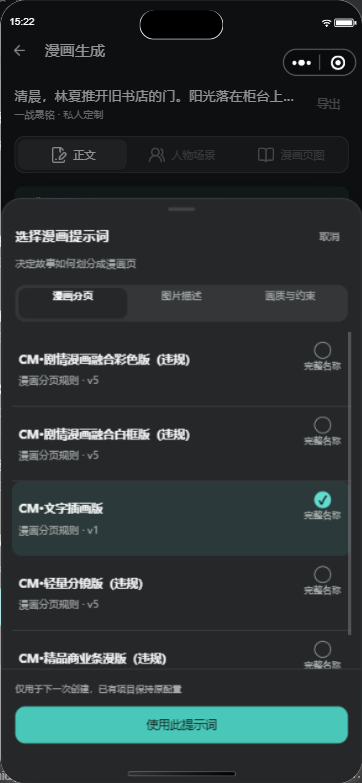 15:22
漫画生成
清晨，林夏推开旧书店的门。阳光落在柜台上...
导出
一战晟铭 · 私人定制
正文
人物场景
漫画页图
选择漫画提示词
取消
决定故事如何划分成漫画页
漫画分页
图片描述
画质与约束
CM·剧情漫画融合彩色版（违规）
完整名称
漫画分页规则 · v5
CM·剧情漫画融合白框版（违规）
完整名称
漫画分页规则 · v5
CM·文字插画版
完整名称
漫画分页规则 · v1
CM·轻量分镜版（违规）
完整名称
漫画分页规则 · v5
CM·精品商业条漫版（违规）
完整名称
仅用于下一次创建，已有项目保持原配置
使用此提示词